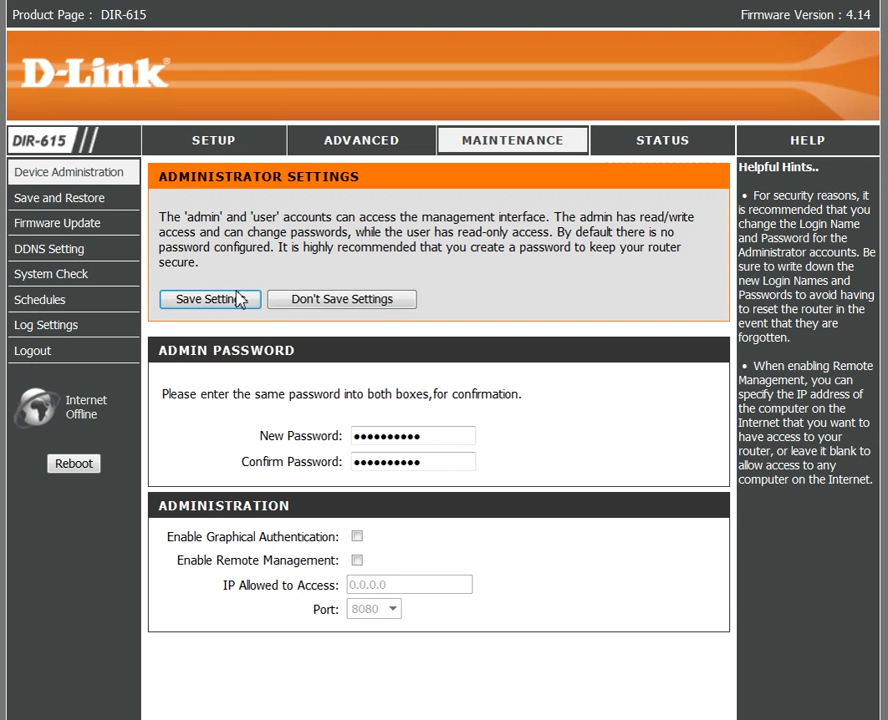 Product Page : DIR-615
Firmware Version : 4.14
D-Link®
DIR-615
SETUP
ADVANCED
MAINTENANCE
STATUS
HELP
Device Administration
Save and Restore
Firmware Update
DDNS Setting
System Check
Schedules
Log Settings
Logout
Internet
Offline
Reboot
ADMINISTRATOR SETTINGS
The 'admin' and 'user' accounts can access the management interface. The admin has read/write
access and can change passwords, while the user has read-only access. By default there is no
password configured. It is highly recommended that you create a password to keep your router
secure.
Save Settings
Don't Save Settings
ADMIN PASSWORD
Please enter the same password into both boxes,for confirmation.
New Password: ••••••••••
Confirm Password: ••••••••••
ADMINISTRATION
Enable Graphical Authentication:
Enable Remote Management:
IP Allowed to Access: 0.0.0.0
Port: 8080
Helpful Hints..
• For security reasons, it
is recommended that you
change the Login Name
and Password for the
Administrator accounts. Be
sure to write down the
new Login Names and
Passwords to avoid having
to reset the router in the
event that they are
forgotten.
• When enabling Remote
Management, you can
specify the IP address of
the computer on the
Internet that you want to
have access to your
router, or leave it blank to
allow access to any
computer on the Internet.